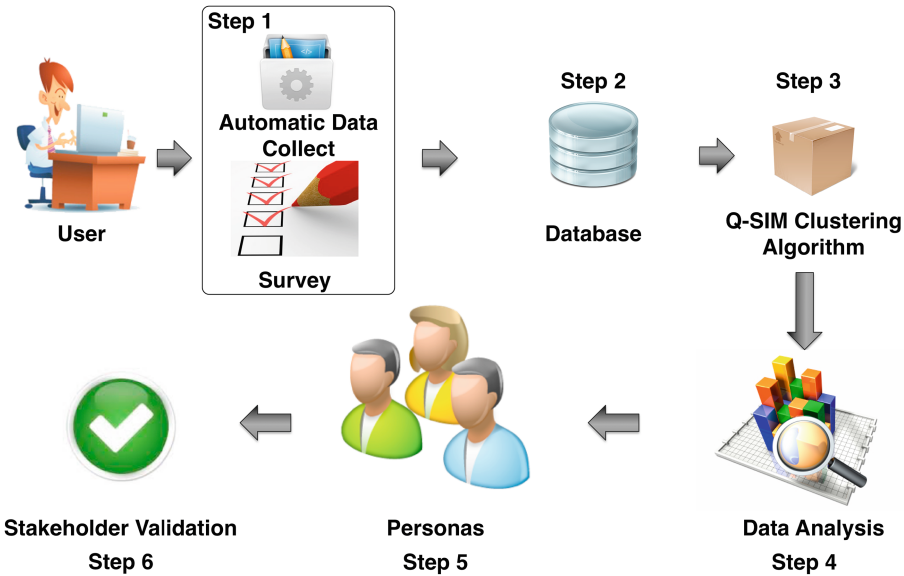 Step 1
Automatic Data
Collect
Survey
User
Step 2
Database
Step 3
Q-SIM Clustering
Algorithm
Data Analysis
Step 4
Personas
Step 5
Stakeholder Validation
Step 6